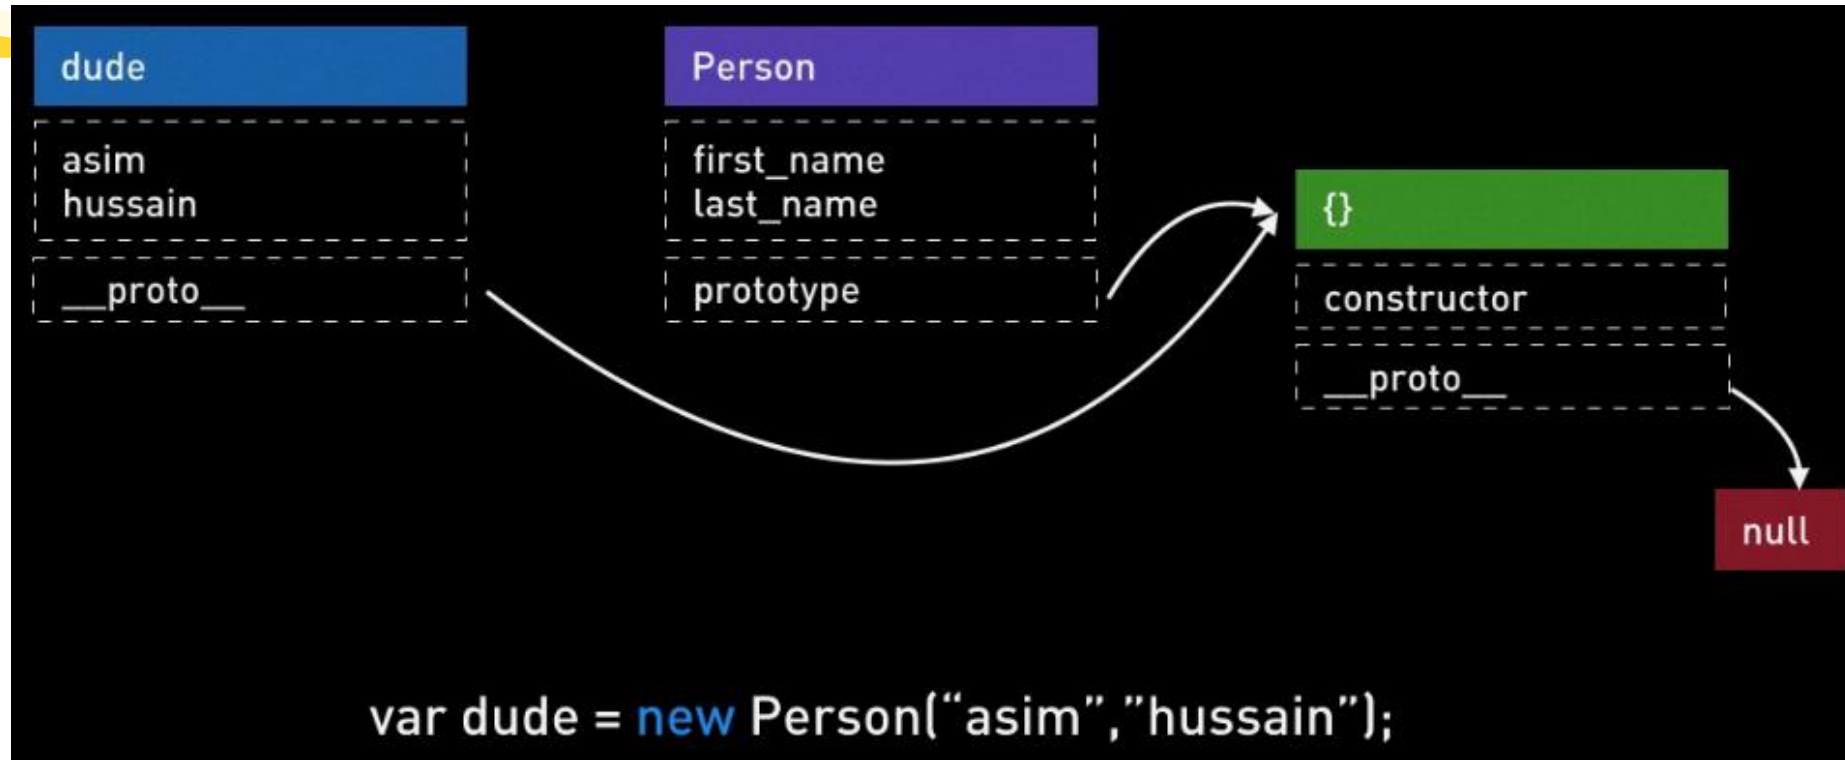 dude
asim
hussain
__proto__
Person
first_name
last_name
prototype
{}
constructor
__proto__
null
var dude = new Person(“asim”,”hussain”);